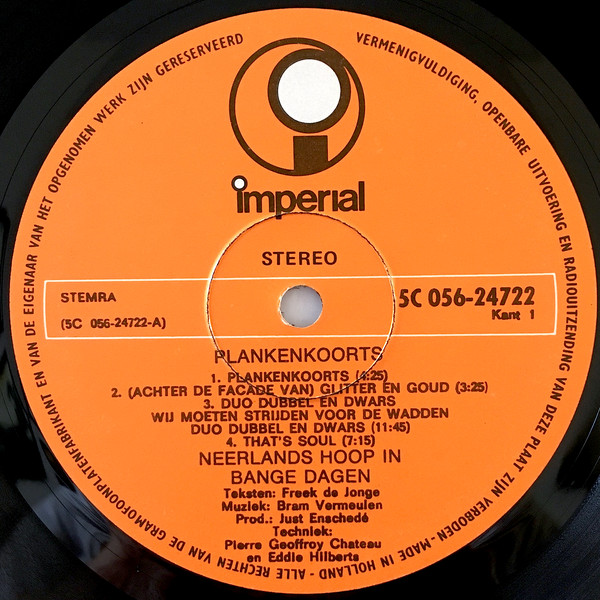 imperial
STEREO
STEMRA
(5C 056-24722-A)
5C 056-24722
Kant 1
PLANKENKOORTS
1. PLANKENKOORTS (4:25)
2. (ACHTER DE FACADE VAN) GLITTER EN GOUD (3:25)
3. DUO DUBBEL EN DWARS
WIJ MOETEN STRIJDEN VOOR DE WADDEN
DUO DUBBEL EN DWARS (11:45)
4. THAT'S SOUL (7:15)
NEERLANDS HOOP IN
BANGE DAGEN
Teksten: Freek de Jonge
Muziek: Bram Vermeulen
Prod.: Just Enschedé
Techniek:
Pierre Geoffroy Chateau
en Eddie Hilberts
ALLE RECHTEN VAN DE GRAMOFOONPLATENFABRIKANT EN VAN DE EIGENAAR VAN HET OPGENOMEN WERK ZIJN GERESERVEERD
VERMENIGVULDIGING, OPENBARE UITVOERING EN RADIOUITZENDING VAN DEZE PLAAT ZIJN VERBODEN-MADE IN HOLLAND -